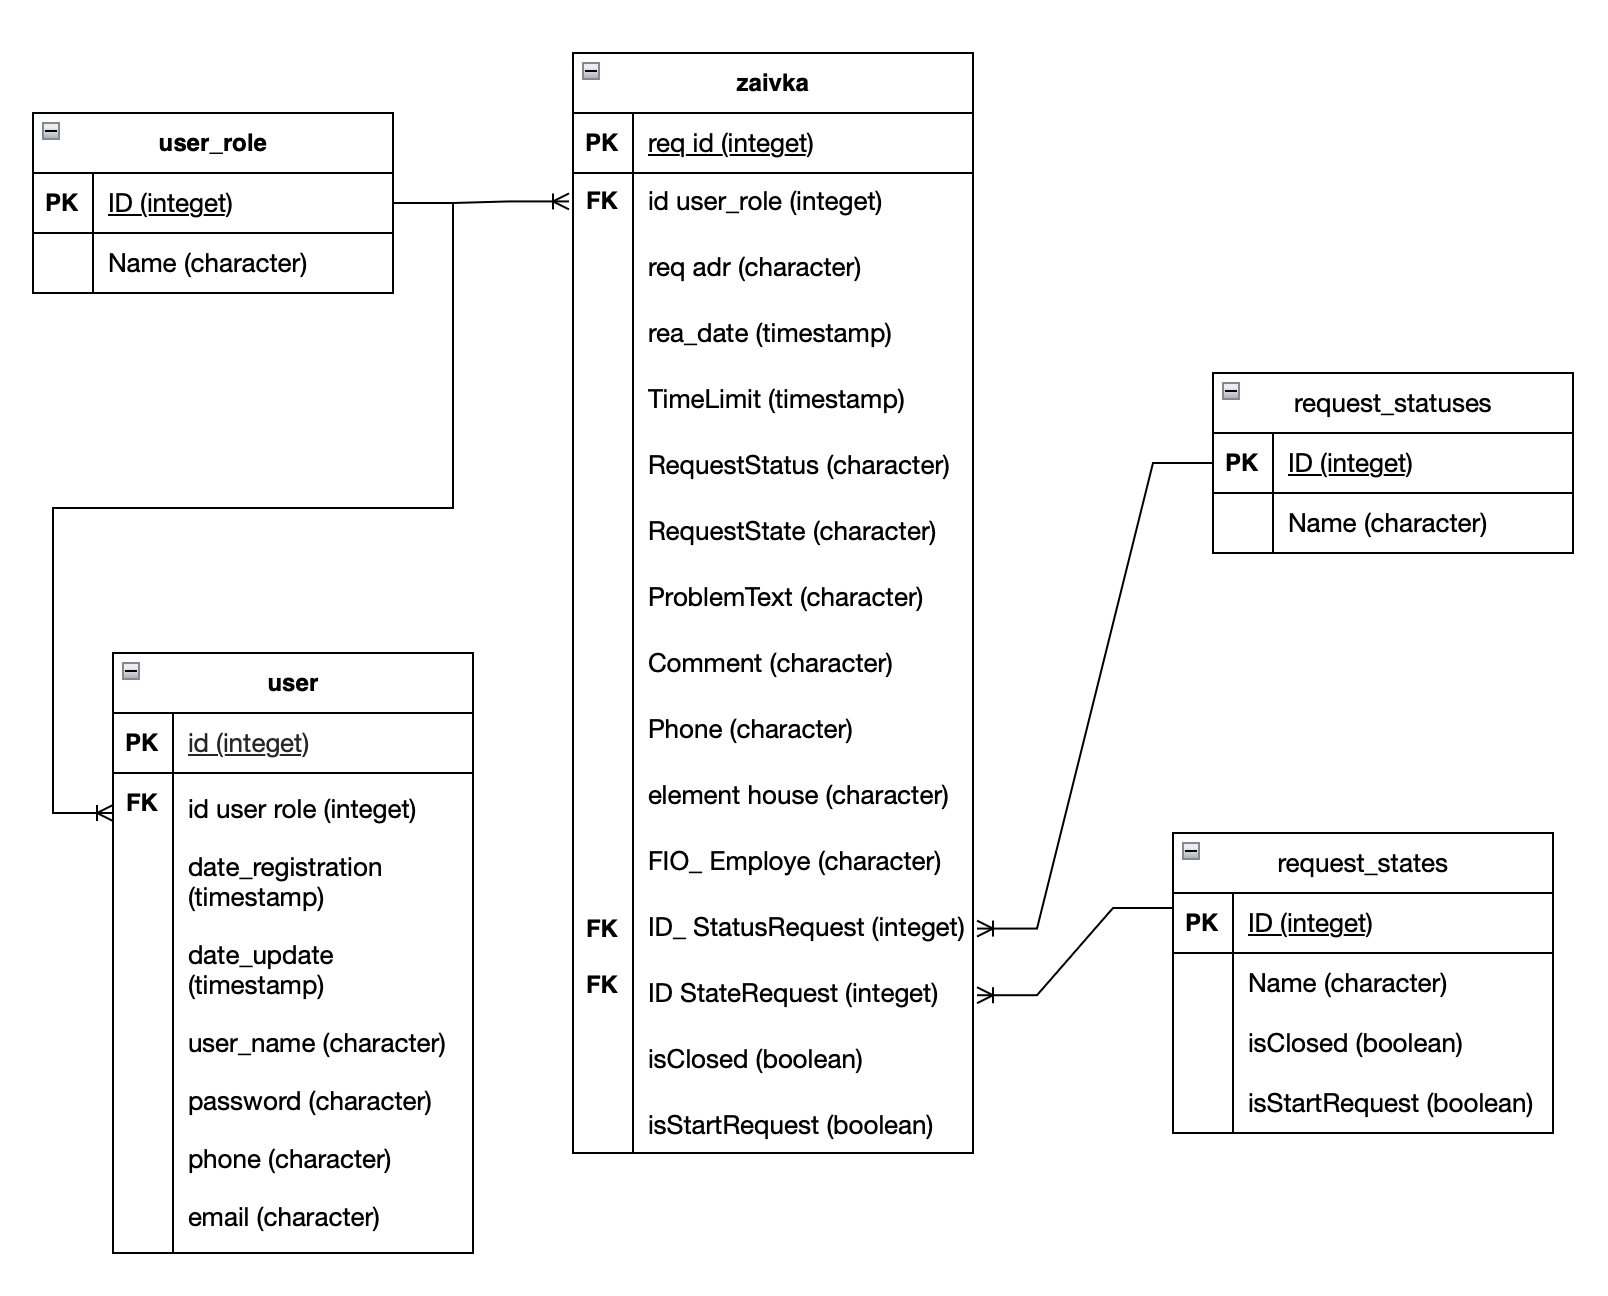 user_role
PK ID (integet)
Name (character)
zaivka
PK req id (integet)
FK id user_role (integet)
req adr (character)
rea_date (timestamp)
TimeLimit (timestamp)
RequestStatus (character)
RequestState (character)
ProblemText (character)
Comment (character)
Phone (character)
element house (character)
FIO_ Employe (character)
FK ID_ StatusRequest (integet)
FK ID StateRequest (integet)
isClosed (boolean)
isStartRequest (boolean)
request_statuses
PK ID (integet)
Name (character)
user
PK id (integet)
FK id user role (integet)
date_registration
(timestamp)
date_update
(timestamp)
user_name (character)
password (character)
phone (character)
email (character)
request_states
PK ID (integet)
Name (character)
isClosed (boolean)
isStartRequest (boolean)